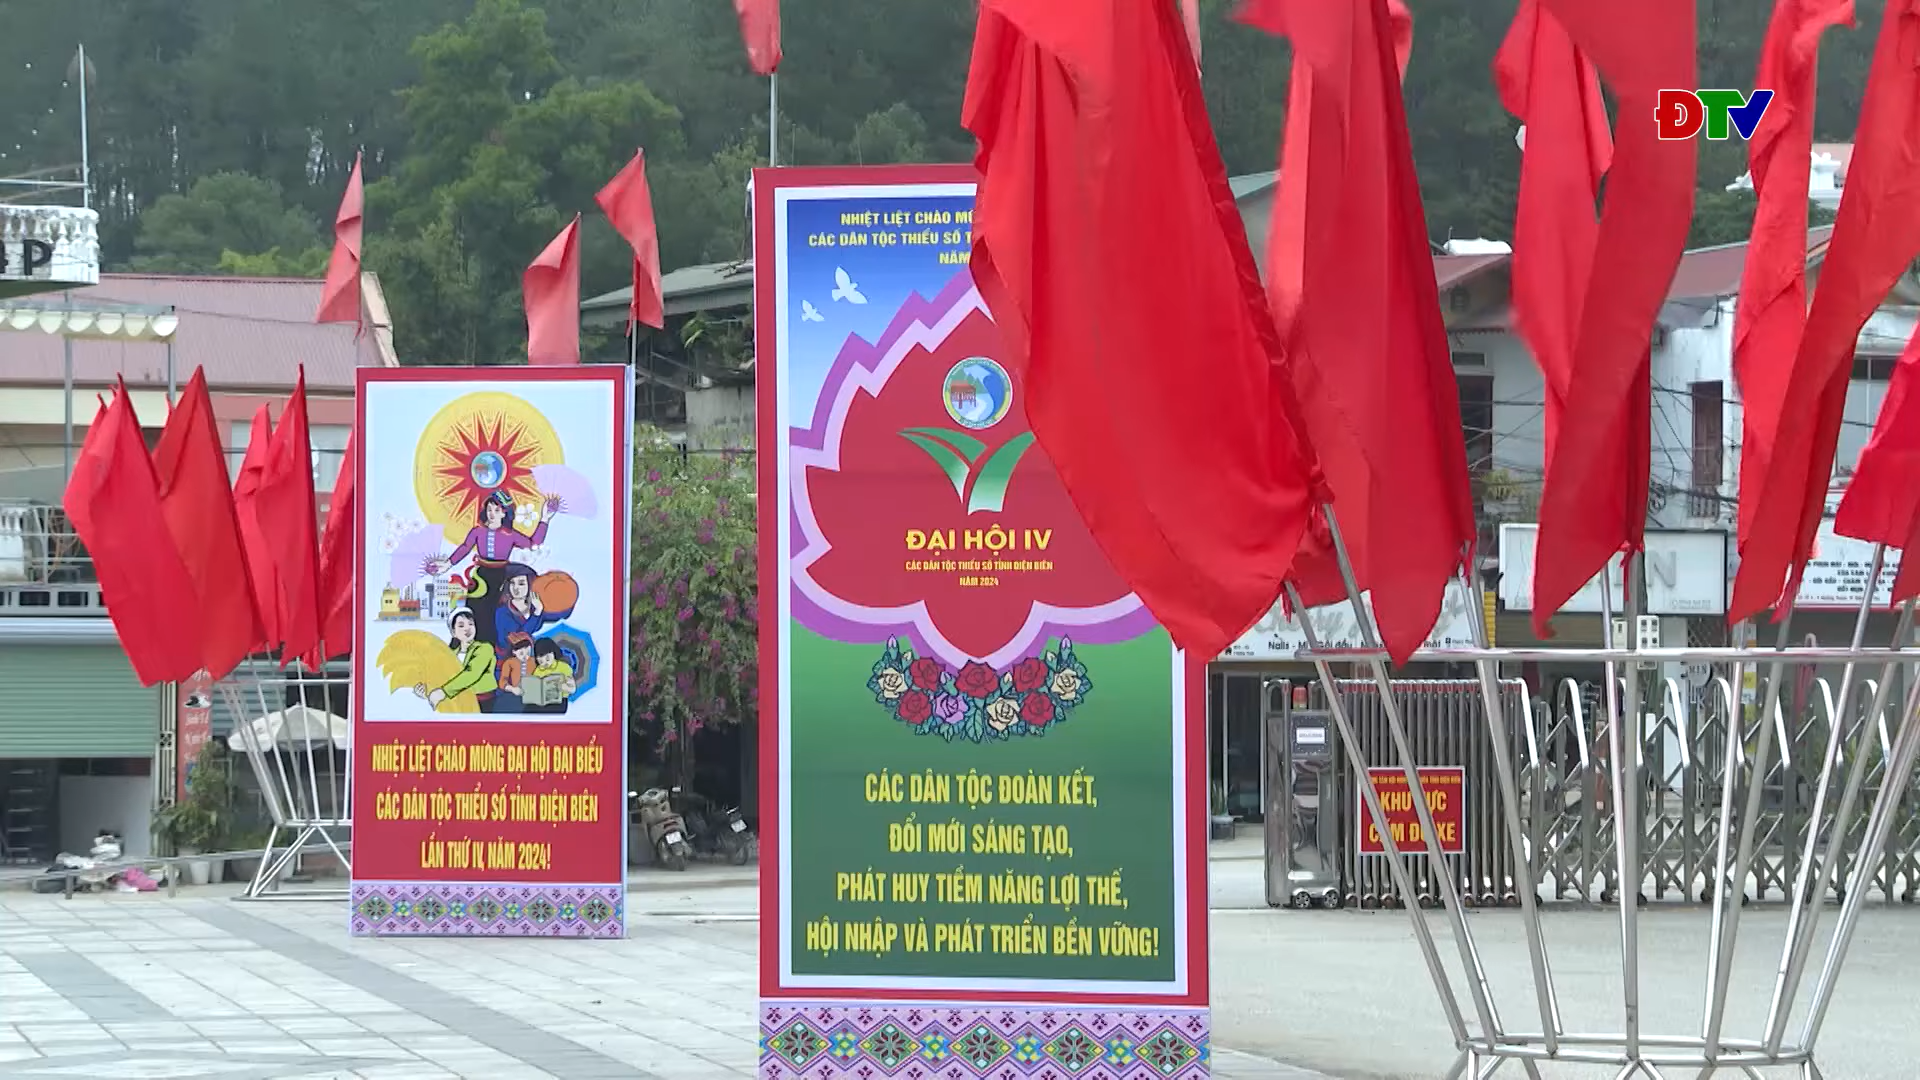 ĐTV
NHIỆT LIỆT CHÀO
CÁC DÂN TỘC THIỂU SỐ
NĂM
ĐẠI HỘI IV
CÁC DÂN TỘC THIỂU SỐ TỈNH ĐIỆN BIÊN
NĂM 2024
CÁC DÂN TỘC ĐOÀN KẾT,
ĐỔI MỚI SÁNG TẠO,
PHÁT HUY TIỀM NĂNG LỢI THẾ,
HỘI NHẬP VÀ PHÁT TRIỂN BỀN VỮNG!
NHIỆT LIỆT CHÀO MỪNG ĐẠI HỘI ĐẠI BIỂU
CÁC DÂN TỘC THIỂU SỐ TỈNH ĐIỆN BIÊN
LẦN THỨ IV, NĂM 2024!
KHU VỰC
CẤM ĐỖ XE